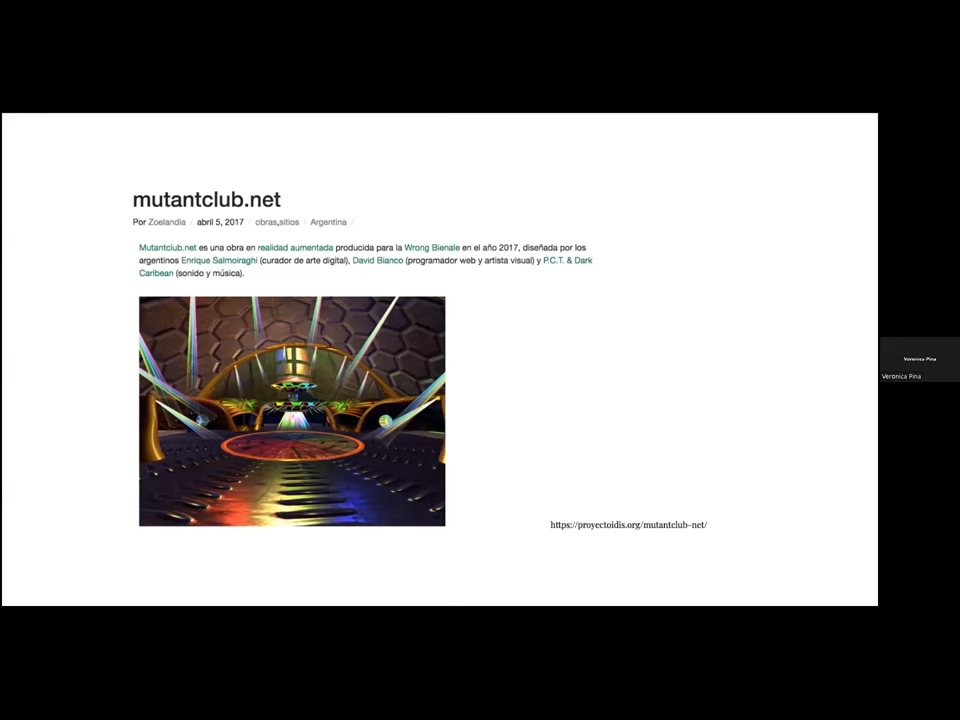 mutantclub.net
Por Zoelandia / abril 5, 2017 / obras,sitios / Argentina /
Mutantclub.net es una obra en realidad aumentada producida para la Wrong Bienale en el año 2017, diseñada por los
argentinos Enrique Salmoiraghi (curador de arte digital), David Bianco (programador web y artista visual) y P.C.T. & Dark
Caribean (sonido y música).
https://proyectoidis.org/mutantclub-net/
Veronica Pina
Veronica Pina